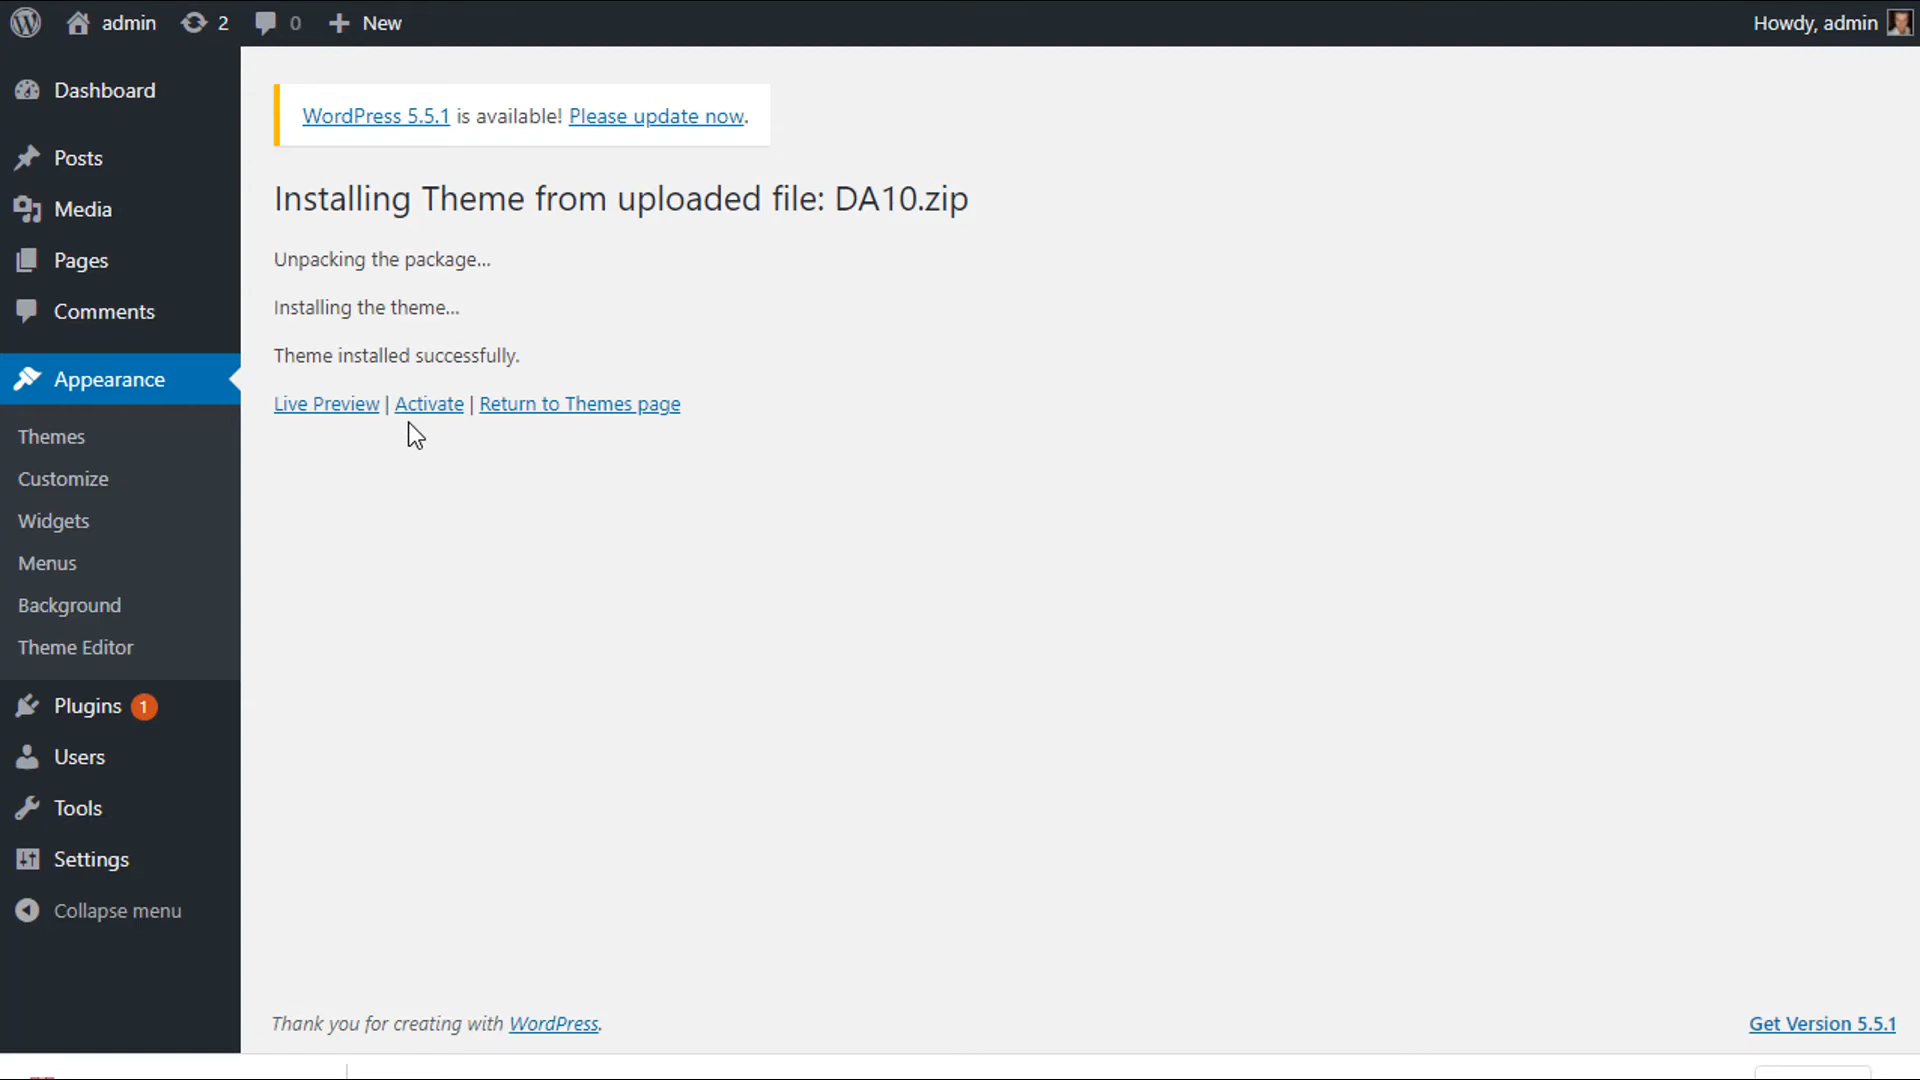 admin 2 0 New Howdy, admin
Dashboard
Posts
Media
Pages
Comments
Appearance
Themes
Customize
Widgets
Menus
Background
Theme Editor
Plugins 1
Users
Tools
Settings
Collapse menu
WordPress 5.5.1 is available! Please update now.
Installing Theme from uploaded file: DA10.zip
Unpacking the package...
Installing the theme...
Theme installed successfully.
Live Preview | Activate | Return to Themes page
Thank you for creating with WordPress.
Get Version 5.5.1